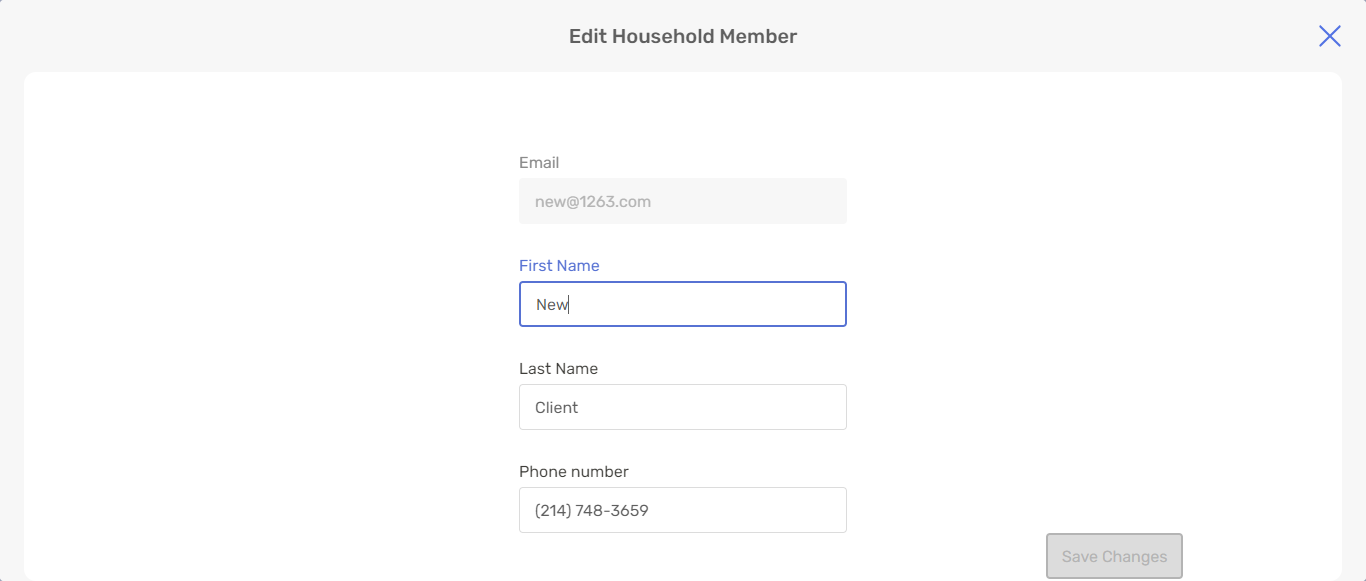 Edit Household Member
Email
new@1263.com
First Name
New
Last Name
Client
Phone number
(214) 748-3659
Save Changes